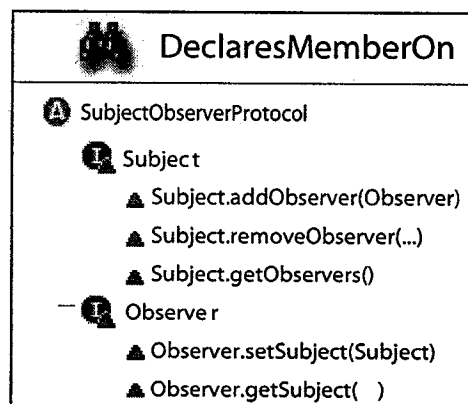 DeclaresMemberOn
A SubjectObserverProtocol
I Subject
Subject.addObserver(Observer)
Subject.removeObserver(...)
Subject.getObservers()
I Observer
Observer.setSubject(Subject)
Observer.getSubject( )